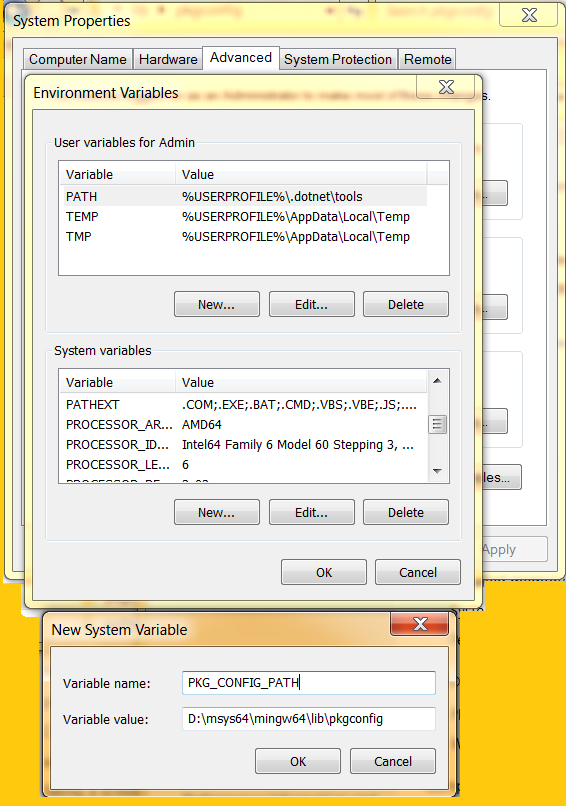 System Properties
Computer Name Hardware Advanced System Protection Remote
Environment Variables
User variables for Admin
Variable Value
PATH %USERPROFILE%\.dotnet\tools
TEMP %USERPROFILE%\AppData\Local\Temp
TMP %USERPROFILE%\AppData\Local\Temp
New... Edit... Delete
System variables
Variable Value
PATHEXT .COM;.EXE;.BAT;.CMD;.VBS;.VBE;.JS;....
PROCESSOR_AR... AMD64
PROCESSOR_ID... Intel64 Family 6 Model 60 Stepping 3, ...
PROCESSOR_LE... 6
New... Edit... Delete
OK Cancel
Apply
New System Variable
Variable name: PKG_CONFIG_PATH
Variable value: D:\msys64\mingw64\lib\pkgconfig
OK Cancel